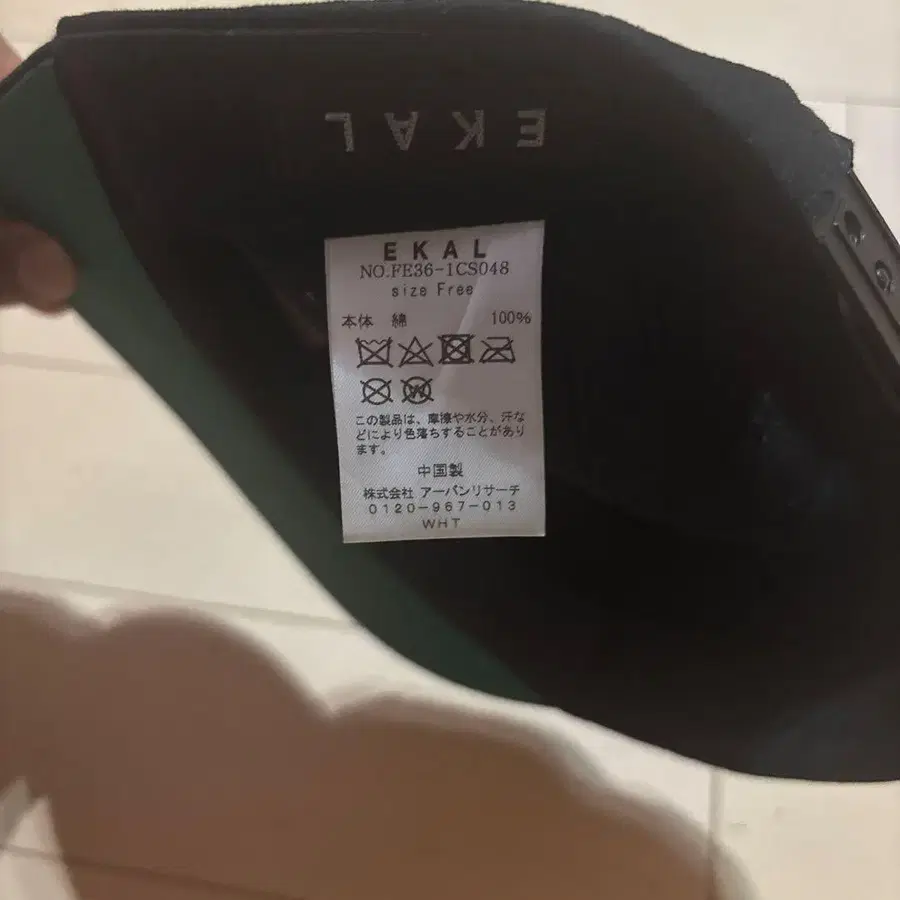 EKAL
EKAL
NO.FE36-1CS048
size Free
本体 綿 100%
W
この製品は、摩擦や水分、汗な
どにより色落ちすることがあり
ます。
中国製
株式会社 アーバンリサーチ
0120-967-013
WHT